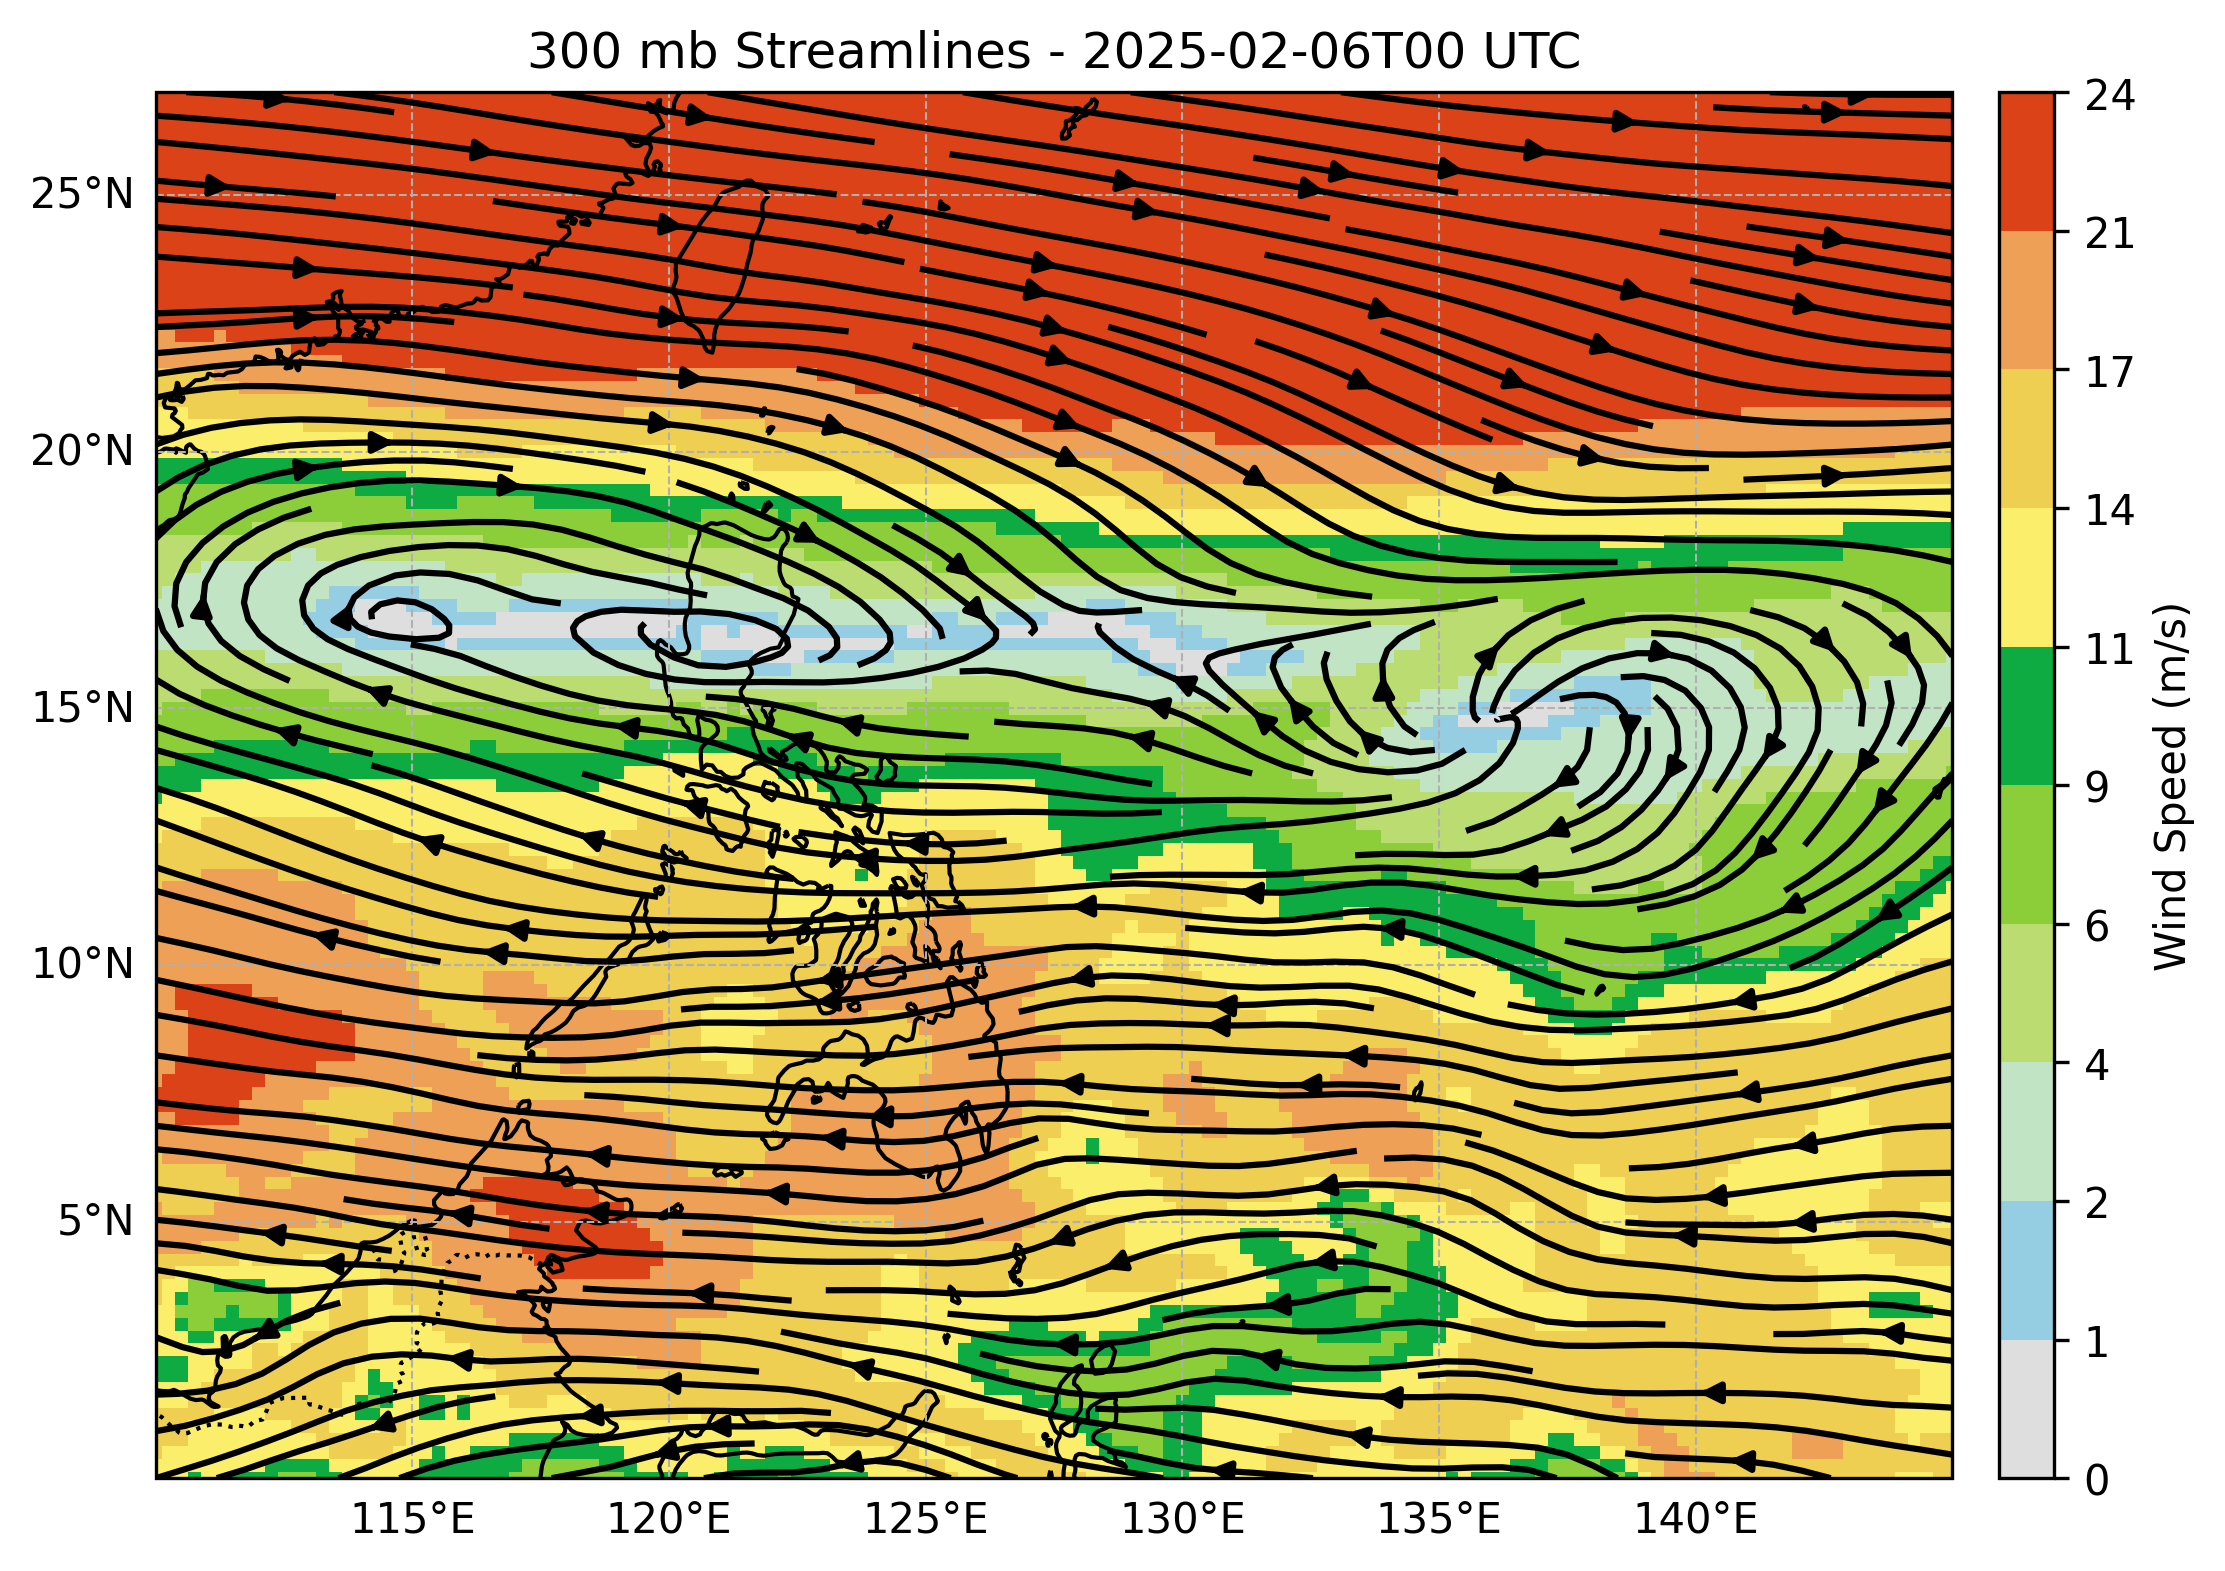 300 mb Streamlines - 2025-02-06T00 UTC
25°N
20°N
15°N
10°N
5°N
115°E
120°E
125°E
130°E
135°E
140°E
24
21
17
14
11
9
6
4
2
1
0
Wind Speed (m/s)